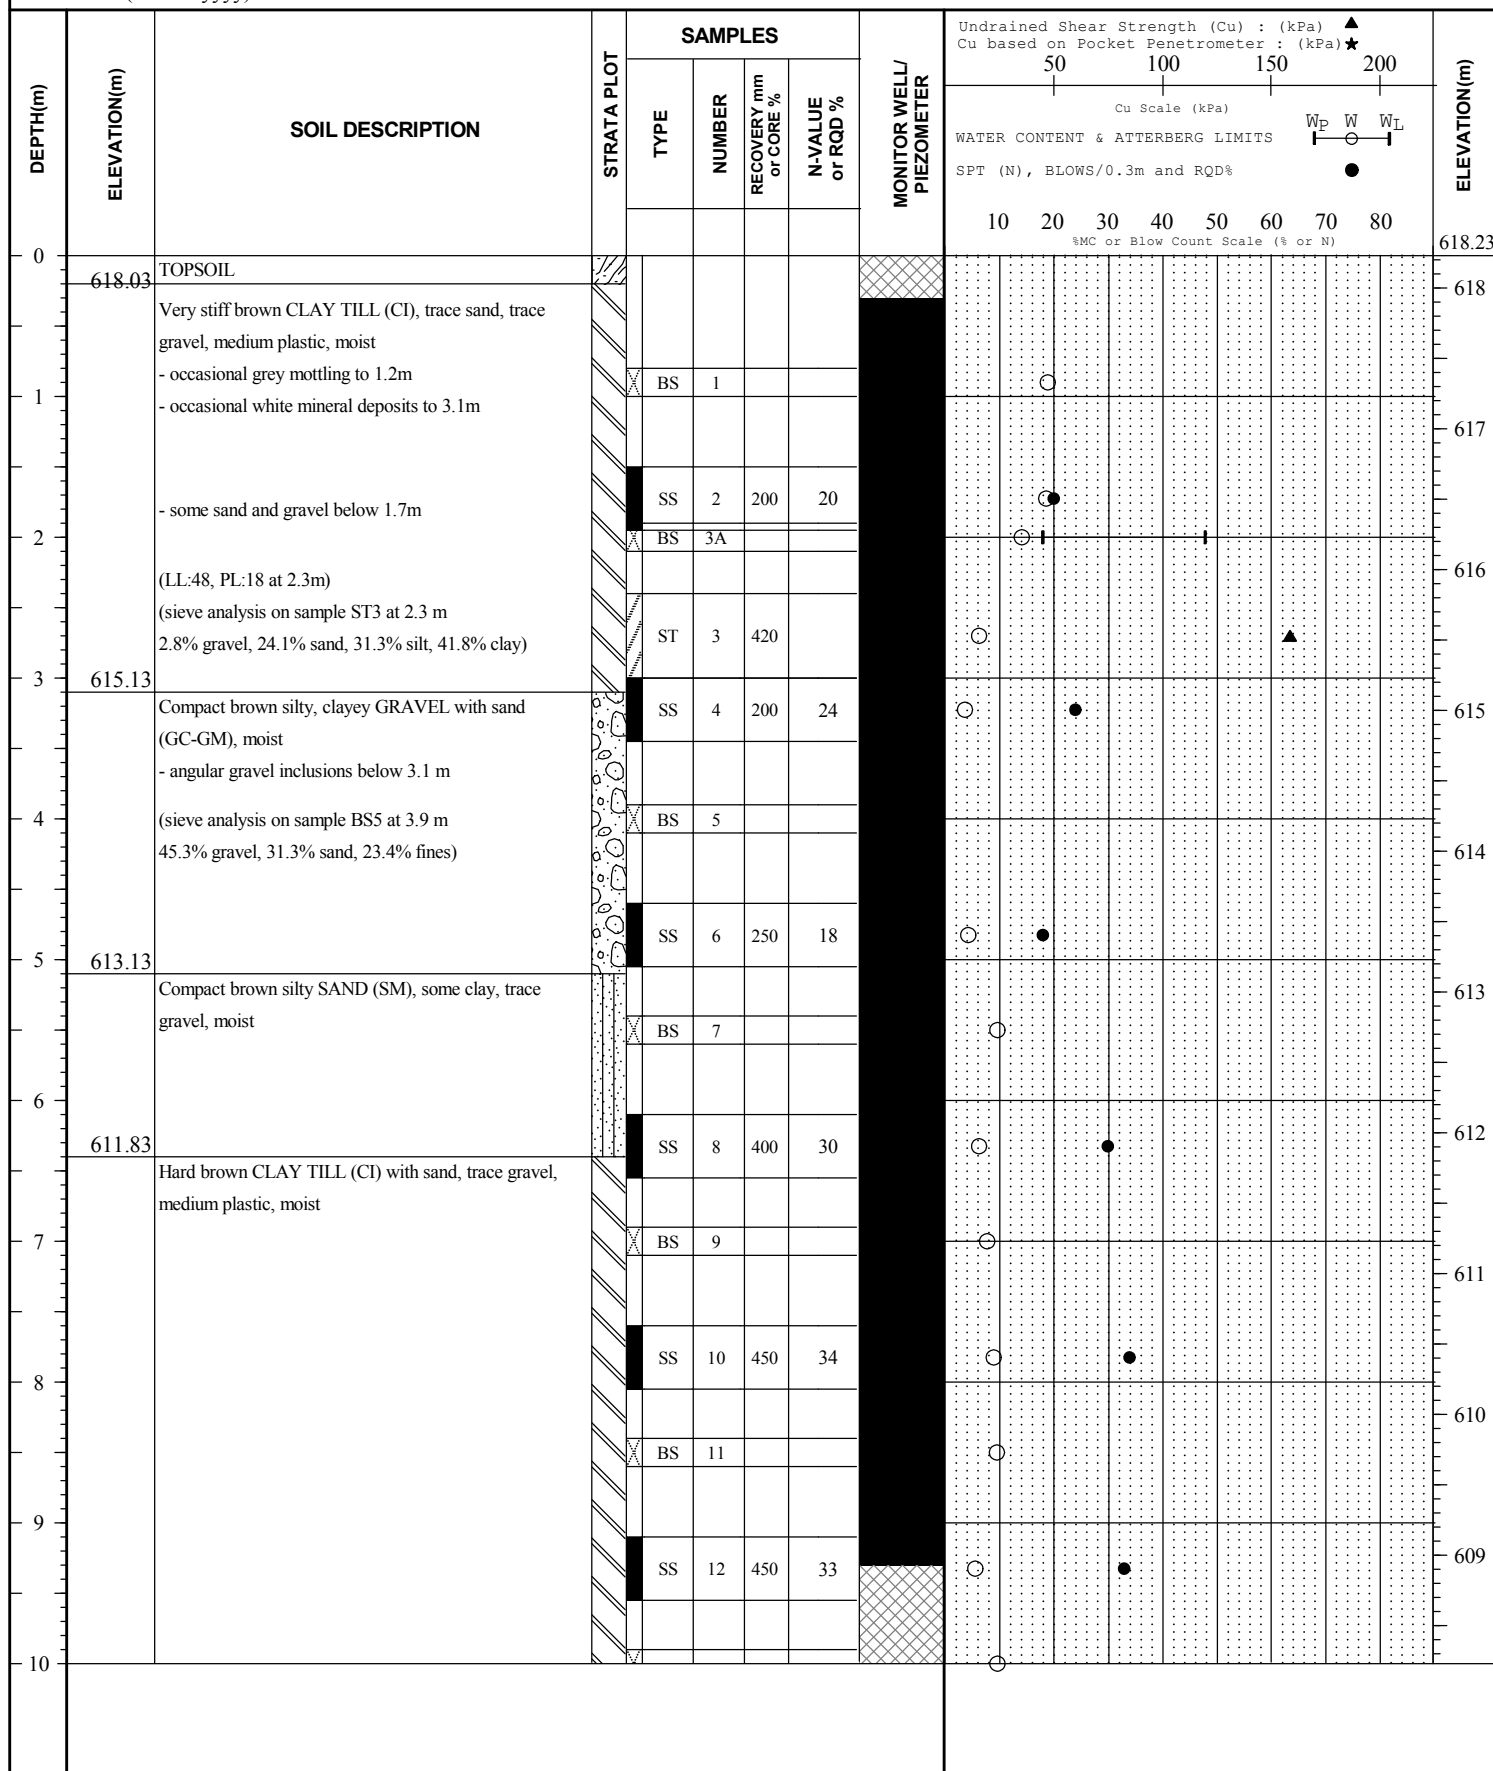 Undrained Shear Strength (Cu) : (kPa)
Cu based on Pocket Penetrometer : (kPa)
50 100 150 200
Cu Scale (kPa)
WATER CONTENT & ATTERBERG LIMITS
WP W WL
SPT (N), BLOWS/0.3m and RQD%
10 20 30 40 50 60 70 80
%MC or Blow Count Scale (% or N)
DEPTH(m)
ELEVATION(m)
SOIL DESCRIPTION
STRATA PLOT
SAMPLES
TYPE
NUMBER
RECOVERY mm
or CORE %
N-VALUE
or RQD %
MONITOR WELL/
PIEZOMETER
ELEVATION(m)
618.23
0
618.03
TOPSOIL
618
Very stiff brown CLAY TILL (CI), trace sand, trace
gravel, medium plastic, moist
- occasional grey mottling to 1.2m
BS 1
1
- occasional white mineral deposits to 3.1m
617
SS 2 200 20
- some sand and gravel below 1.7m
2
BS 3A
616
(LL:48, PL:18 at 2.3m)
(sieve analysis on sample ST3 at 2.3 m
2.8% gravel, 24.1% sand, 31.3% silt, 41.8% clay)
ST 3 420
3
615.13
Compact brown silty, clayey GRAVEL with sand
SS 4 200 24
615
(GC-GM), moist
- angular gravel inclusions below 3.1 m
4
(sieve analysis on sample BS5 at 3.9 m
BS 5
45.3% gravel, 31.3% sand, 23.4% fines)
614
SS 6 250 18
5
613.13
Compact brown silty SAND (SM), some clay, trace
613
gravel, moist
BS 7
6
612
611.83
SS 8 400 30
Hard brown CLAY TILL (CI) with sand, trace gravel,
medium plastic, moist
7
BS 9
611
SS 10 450 34
8
610
BS 11
9
609
SS 12 450 33
10